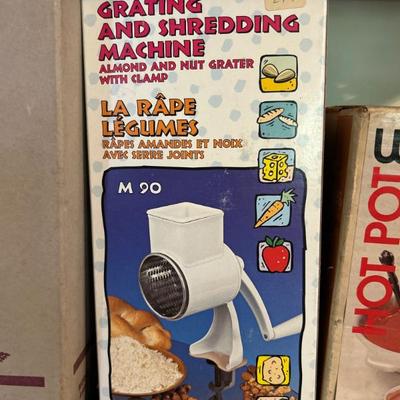 GRATING
AND SHREDDING
MACHINE
ALMOND AND NUT GRATER
WITH CLAMP
LA RÂPE
LÉGUMES
RÂPES AMANDES ET NOIX
AVEC SERRE JOINTS
M 90
HOT POT